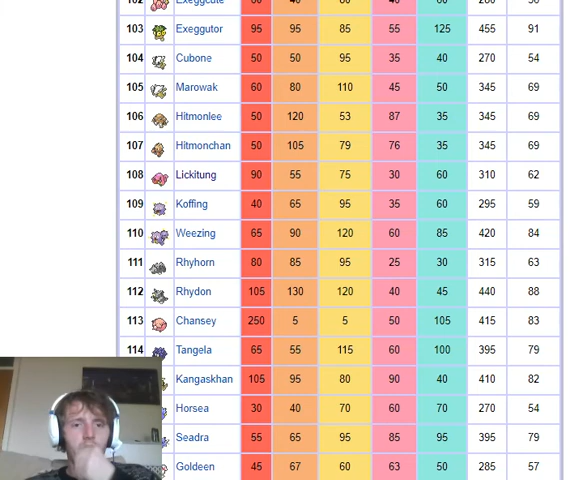 103 Exeggutor 95 95 85 55 125 455 91
104 Cubone 50 50 95 35 40 270 54
105 Marowak 60 80 110 45 50 345 69
106 Hitmonlee 50 120 53 87 35 345 69
107 Hitmonchan 50 105 79 76 35 345 69
108 Lickitung 90 55 75 30 60 310 62
109 Koffing 40 65 95 35 60 295 59
110 Weezing 65 90 120 60 85 420 84
111 Rhyhorn 80 85 95 25 30 315 63
112 Rhydon 105 130 120 40 45 440 88
113 Chansey 250 5 5 50 105 415 83
114 Tangela 65 55 115 60 100 395 79
Kangaskhan 105 95 80 90 40 410 82
Horsea 30 40 70 60 70 270 54
Seadra 55 65 95 85 95 395 79
Goldeen 45 67 60 63 50 285 57